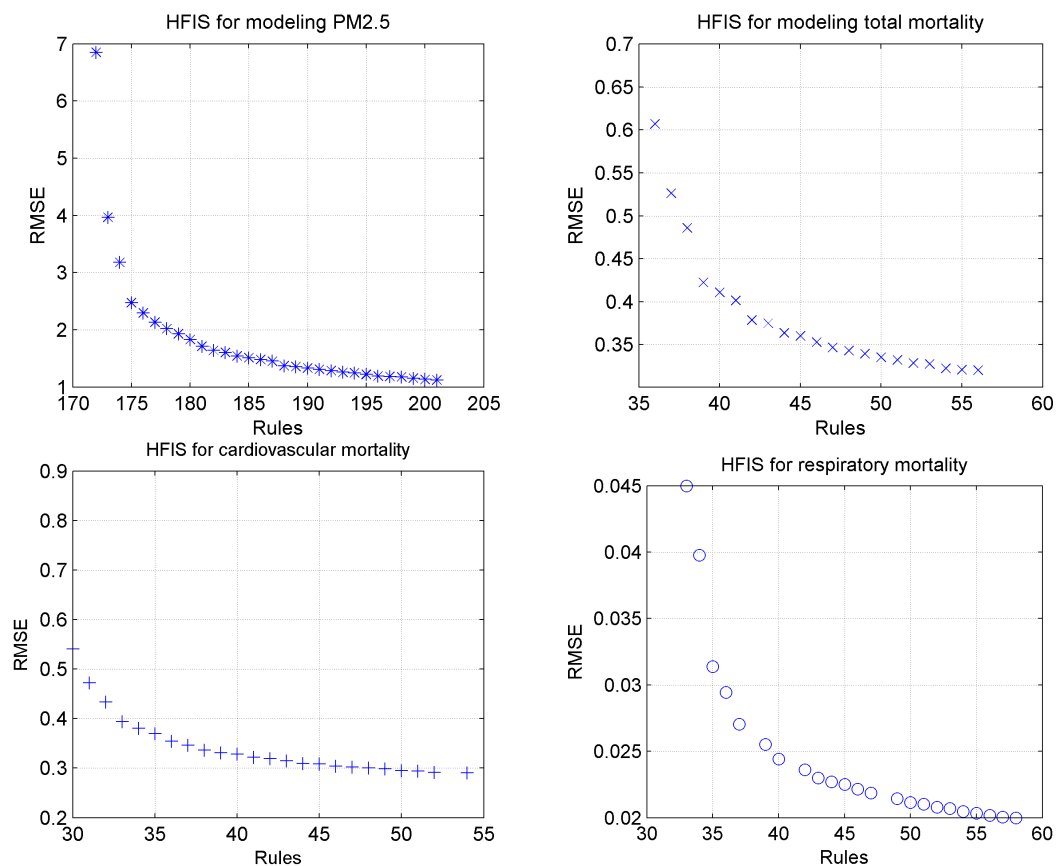 HFIS for modeling PM2.5
7
6
5
4
3
2
1
RMSE
170 175 180 185 190 195 200 205
Rules
HFIS for modeling total mortality
0.7
0.65
0.6
0.55
0.5
0.45
0.4
0.35
RMSE
35 40 45 50 55 60
Rules
HFIS for cardiovascular mortality
0.9
0.8
0.7
0.6
0.5
0.4
0.3
0.2
RMSE
30 35 40 45 50 55
Rules
HFIS for respiratory mortality
0.045
0.04
0.035
0.03
0.025
0.02
RMSE
30 35 40 45 50 55 60
Rules